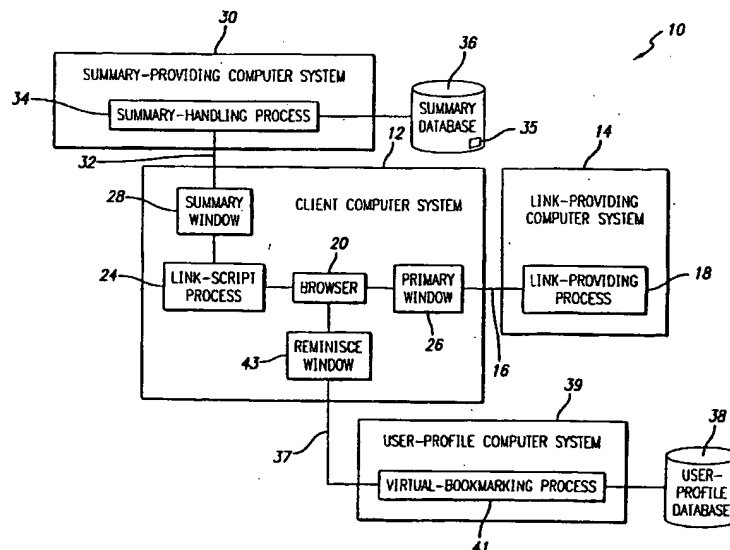 30
36
10
SUMMARY-PROVIDING COMPUTER SYSTEM
34
SUMMARY-HANDLING PROCESS
SUMMARY
DATABASE
35
32
12
14
28
SUMMARY
WINDOW
CLIENT COMPUTER SYSTEM
LINK-PROVIDING
COMPUTER SYSTEM
20
24
LINK-SCRIPT
PROCESS
BROWSER
PRIMARY
WINDOW
LINK-PROVIDING
PROCESS
18
43
REMINISCE
WINDOW
26
16
39
37
USER-PROFILE COMPUTER SYSTEM
38
VIRTUAL-BOOKMARKING PROCESS
USER-
PROFILE
DATABASE
41